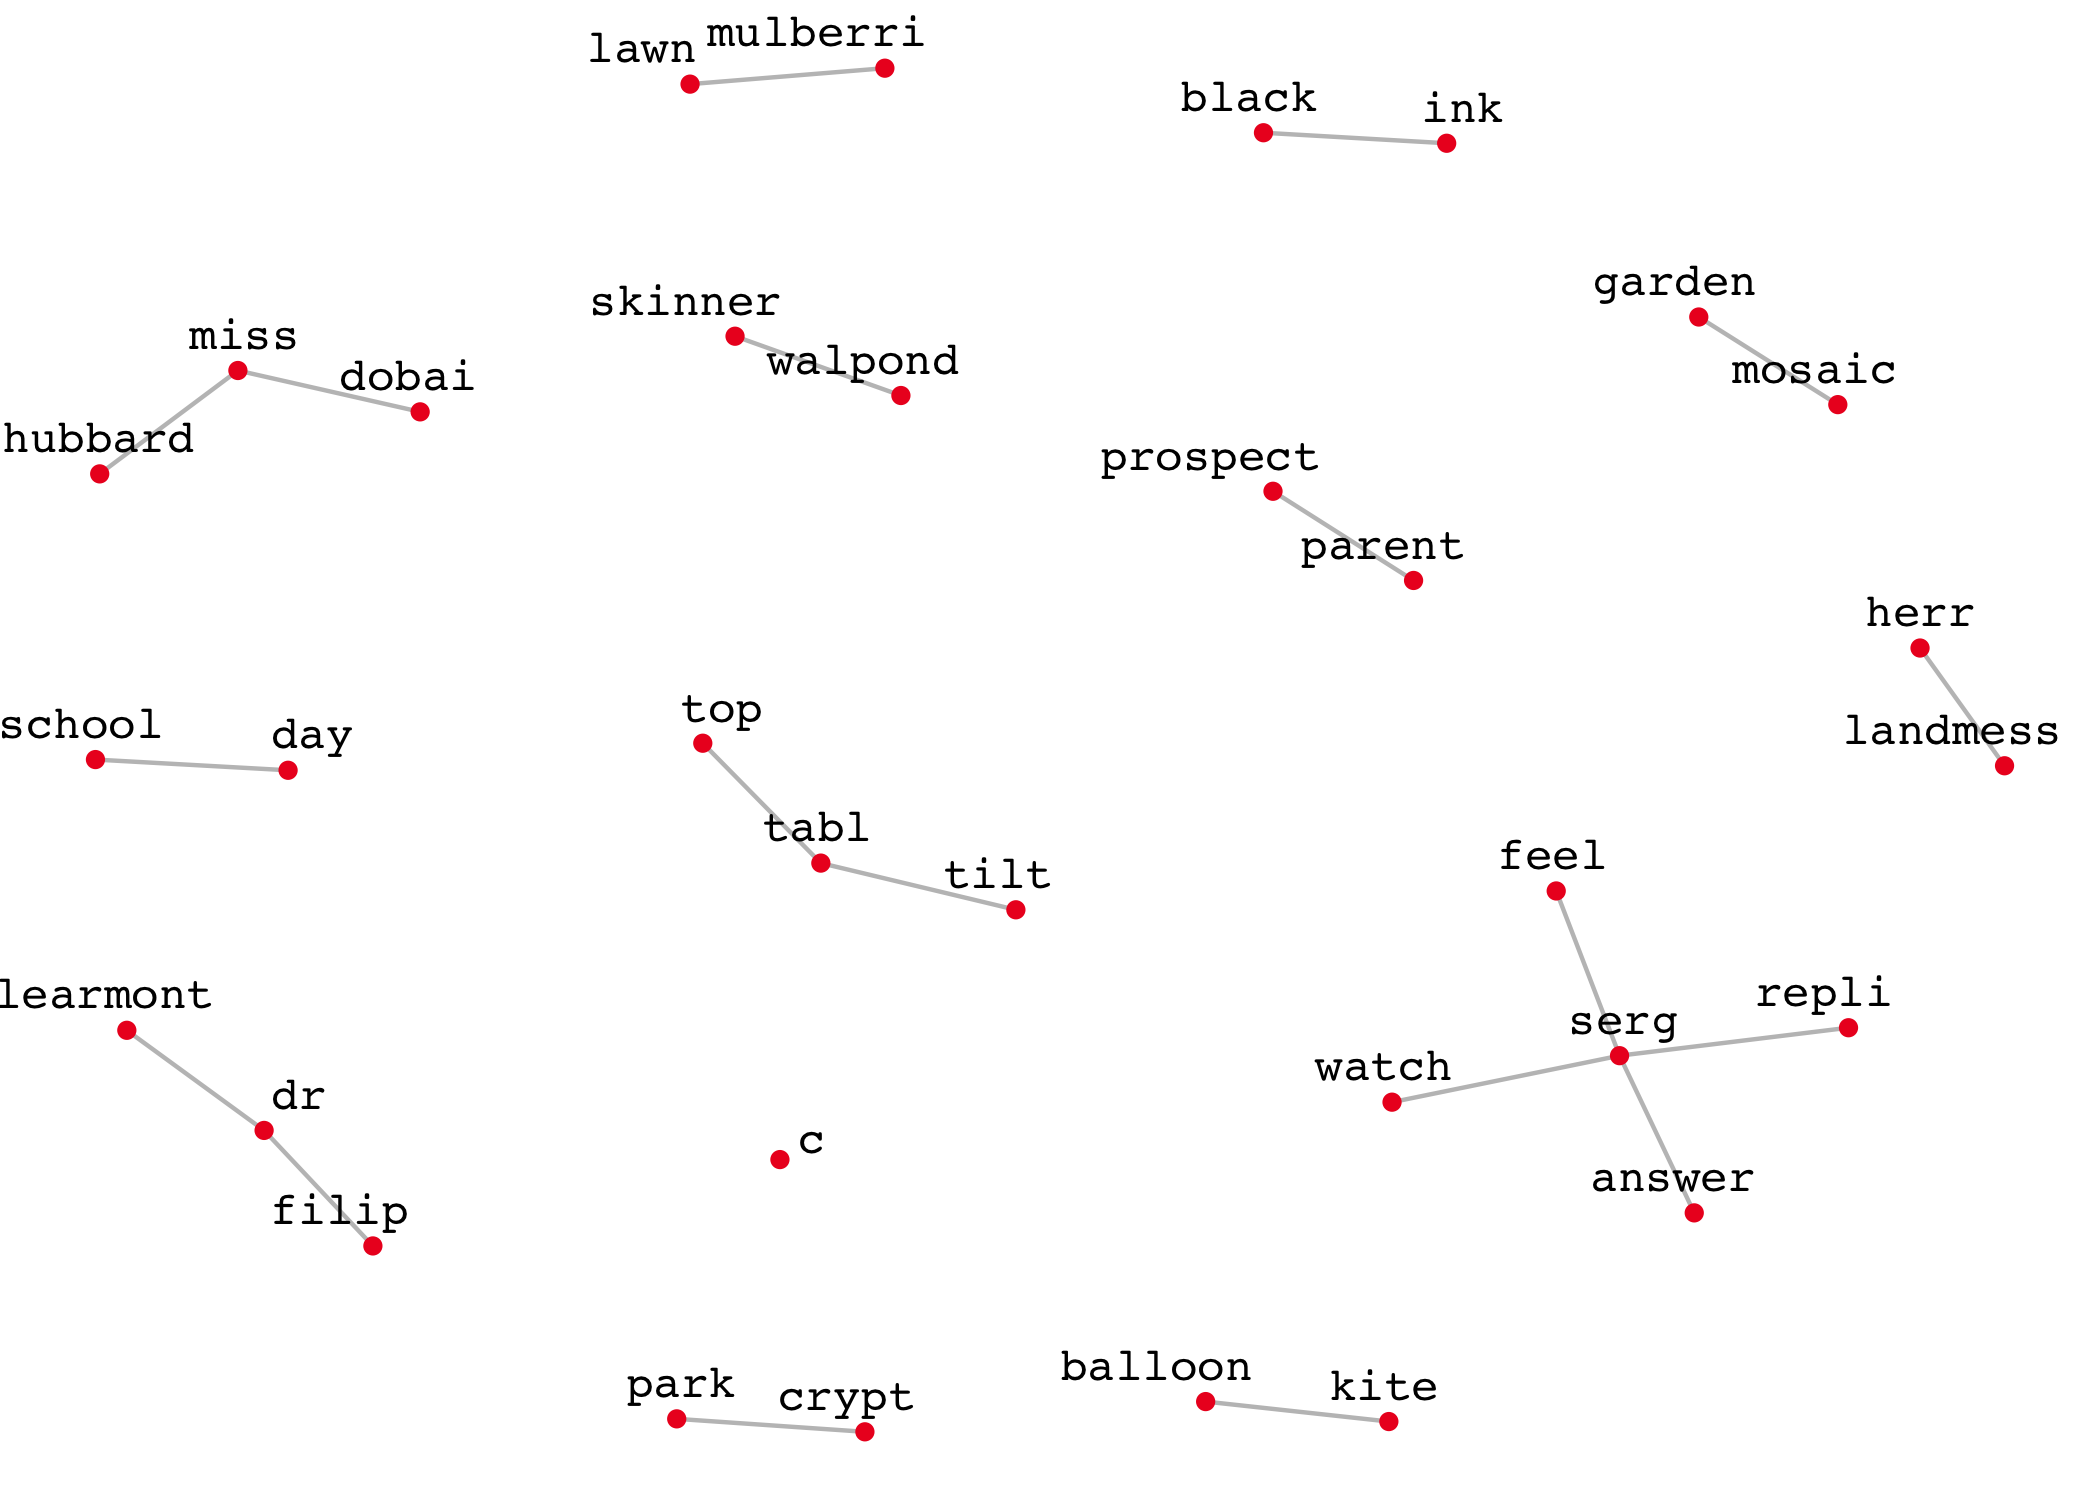 lawn
mulberri
black
ink
garden
mosaic
skinner
walpond
miss
dobai
hubbard
prospect
parent
herr
landmess
school
day
top
tabl
tilt
feel
serg
repli
watch
answer
learmont
dr
filip
c
park
crypt
balloon
kite